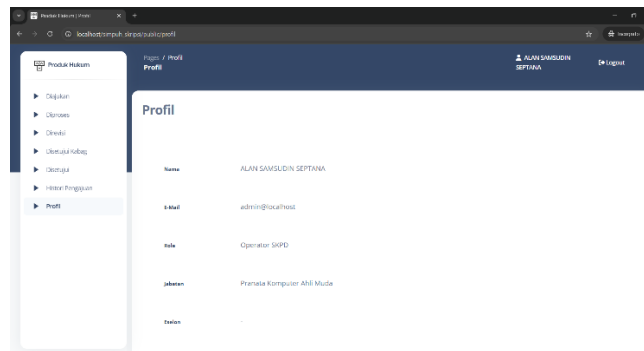 Produk Hukum | Profil
localhost/simpuh_skripsi/public/profil
Produk Hukum
Pages / Profil
Profil
ALAN SAMSUDIN
SEPTANA
Logout
Diajukan
Diproses
Direvisi
Disetujui Kabag
Disetujui
Histori Pengajuan
Profil
Profil
Nama
ALAN SAMSUDIN SEPTANA
E-Mail
admin@localhost
Role
Operator SKPD
Jabatan
Pranata Komputer Ahli Muda
Eselon
-